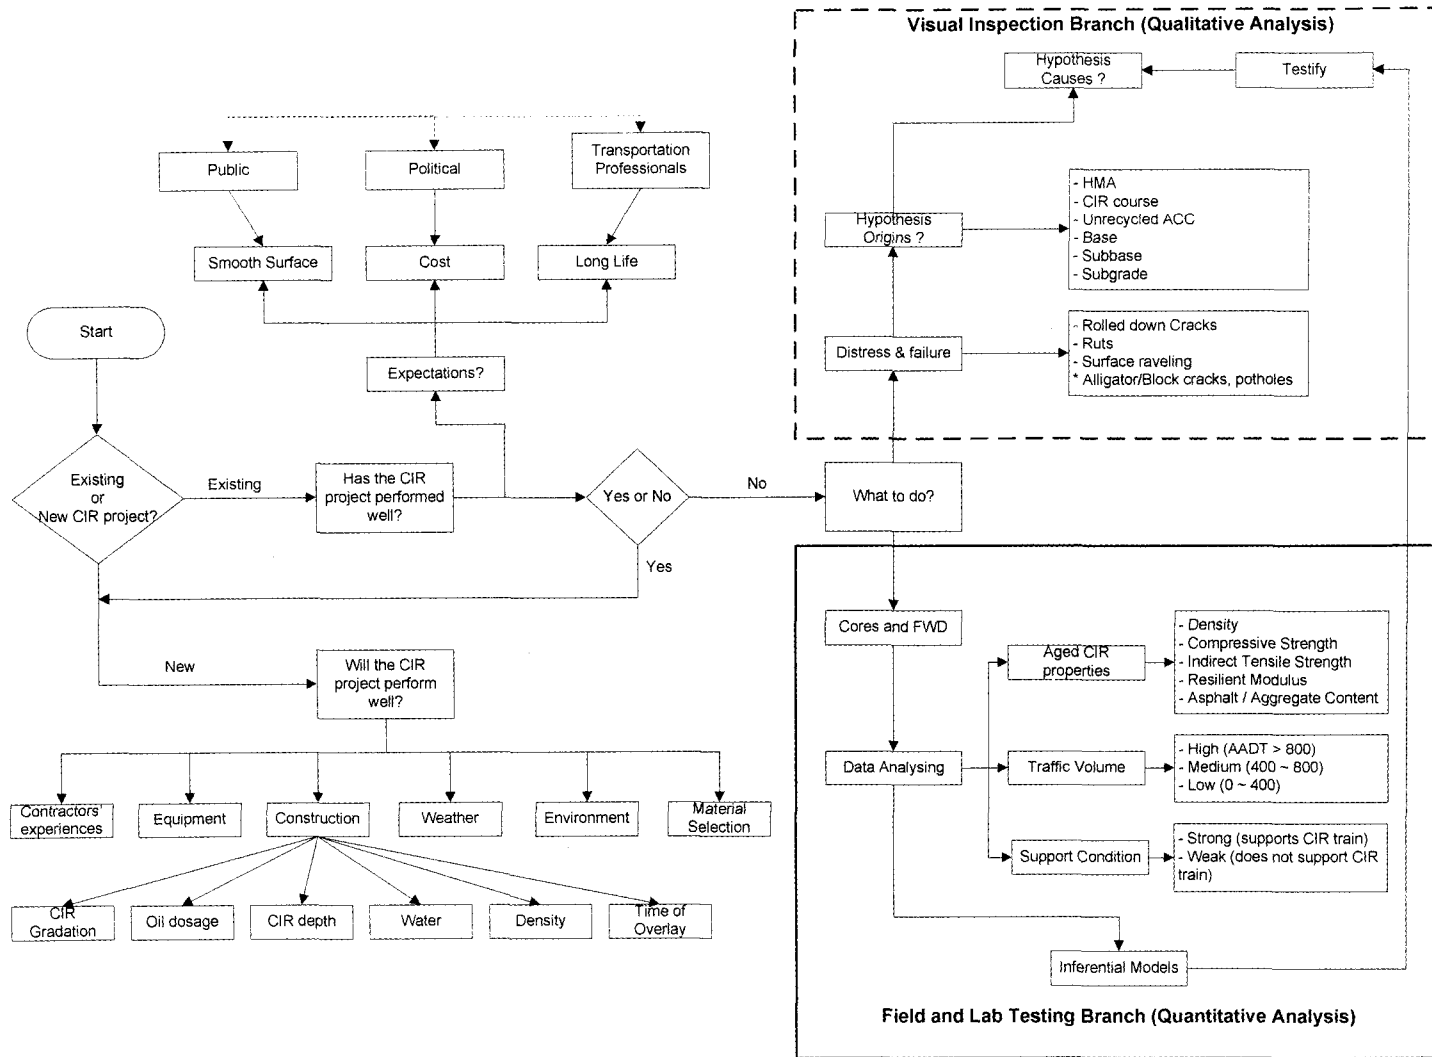 Visual Inspection Branch (Qualitative Analysis)
Hypothesis
Causes ?
Testify
Public
Political
Transportation
Professionals
- HMA
- CIR course
- Unrecycled ACC
- Base
- Subbase
- Subgrade
Hypothesis
Origins ?
Smooth Surface
Cost
Long Life
Start
Expectations?
Distress & failure
- Rolled down Cracks
- Ruts
- Surface raveling
* Alligator/Block cracks, potholes
Existing
or
New CIR project?
Existing
Has the CIR
project performed
well?
Yes or No
No
What to do?
Yes
New
Will the CIR
project perform
well?
Contractors'
experiences
Equipment
Construction
Weather
Environment
Material
Selection
CIR
Gradation
Oil dosage
CIR depth
Water
Density
Time of
Overlay
Cores and FWD
Aged CIR
properties
- Density
- Compressive Strength
- Indirect Tensile Strength
- Resilient Modulus
- Asphalt / Aggregate Content
Data Analysing
Traffic Volume
- High (AADT > 800)
- Medium (400 ~ 800)
- Low (0 ~ 400)
Support Condition
- Strong (supports CIR train)
- Weak (does not support CIR
train)
Inferential Models
Field and Lab Testing Branch (Quantitative Analysis)